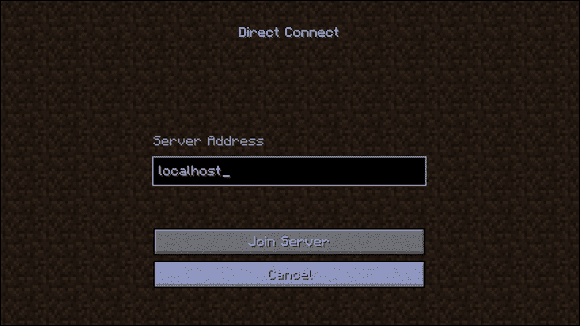 Direct Connect
Server Address
localhost_
Join Server
Cancel